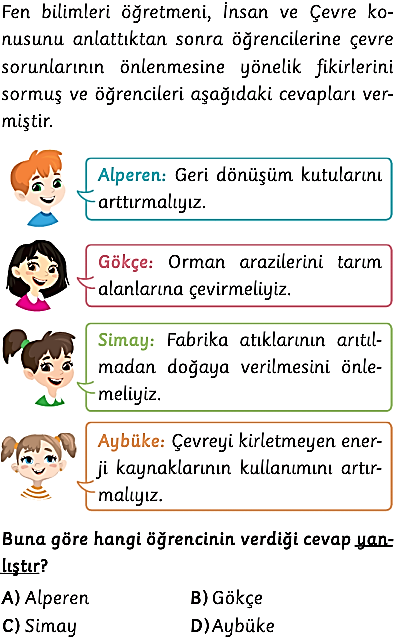 Fen bilimleri öğretmeni, İnsan ve Çevre ko-
nusunu anlattıktan sonra öğrencilerine çevre
sorunlarının önlenmesine yönelik fikirlerini
sormuş ve öğrencileri aşağıdaki cevapları ver-
miştir.
Alperen: Geri dönüşüm kutularını
arttırmalıyız.
Gökçe: Orman arazilerini tarım
alanlarına çevirmeliyiz.
Simay: Fabrika atıklarının arıtıl-
madan doğaya verilmesini önle-
meliyiz.
Aybüke: Çevreyi kirletmeyen ener-
ji kaynaklarının kullanımını artır-
malıyız.
Buna göre hangi öğrencinin verdiği cevap yan-
lıştır?
A) Alperen B) Gökçe
C) Simay D) Aybüke